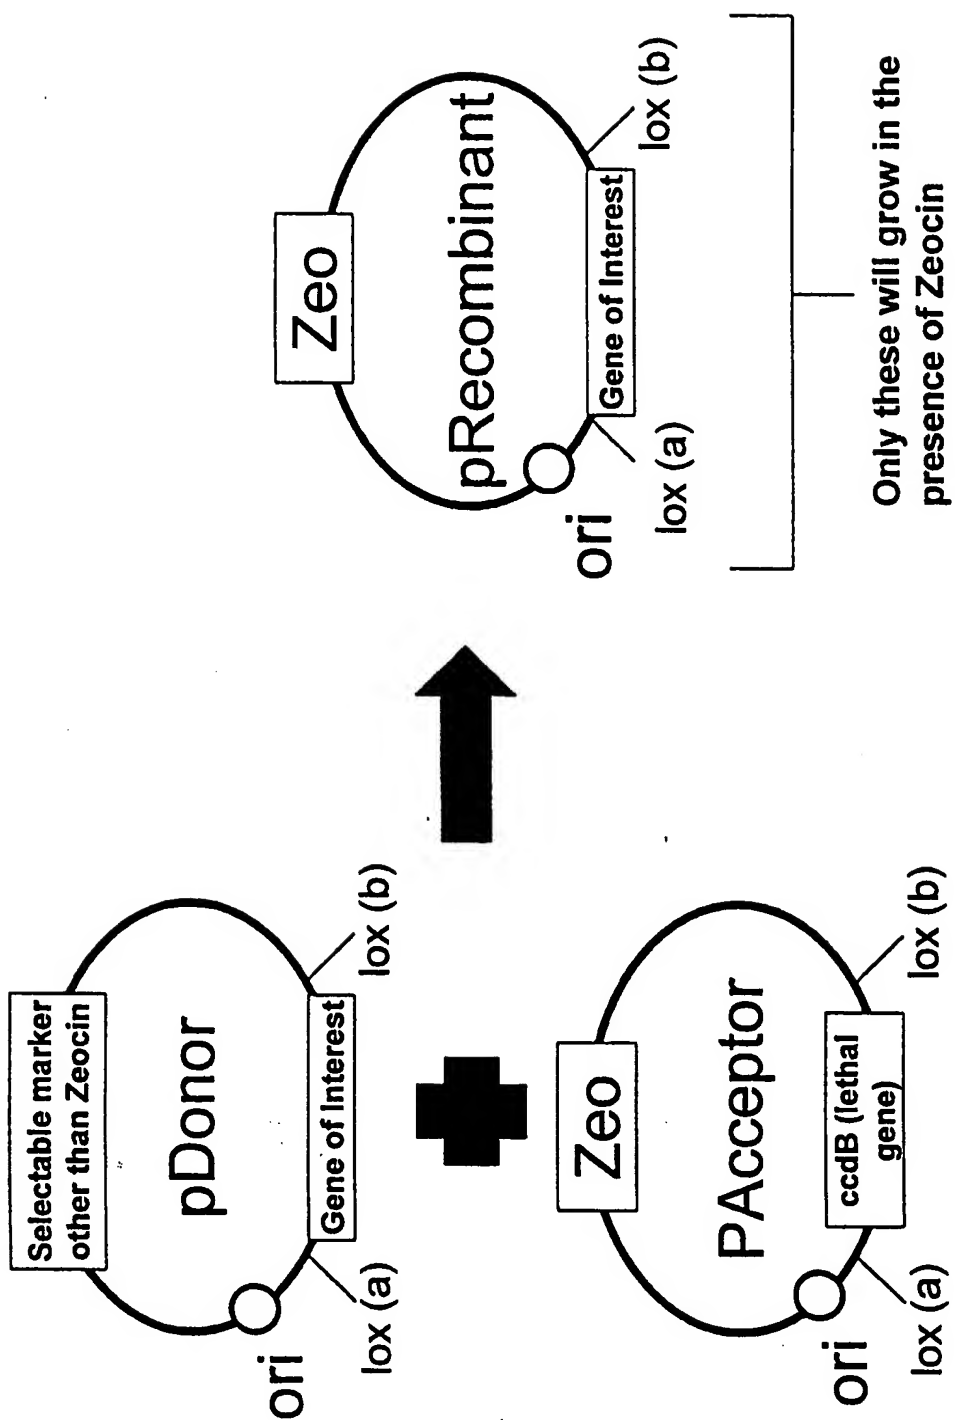 Selectable marker
other than Zeocin
pDonor
Gene of Interest
ori
lox (a)
lox (b)
Zeo
PAcceptor
ccdB (lethal
gene)
ori
lox (a)
lox (b)
Zeo
pRecombinant
Gene of Interest
ori
lox (a)
lox (b)
Only these will grow in the
presence of Zeocin